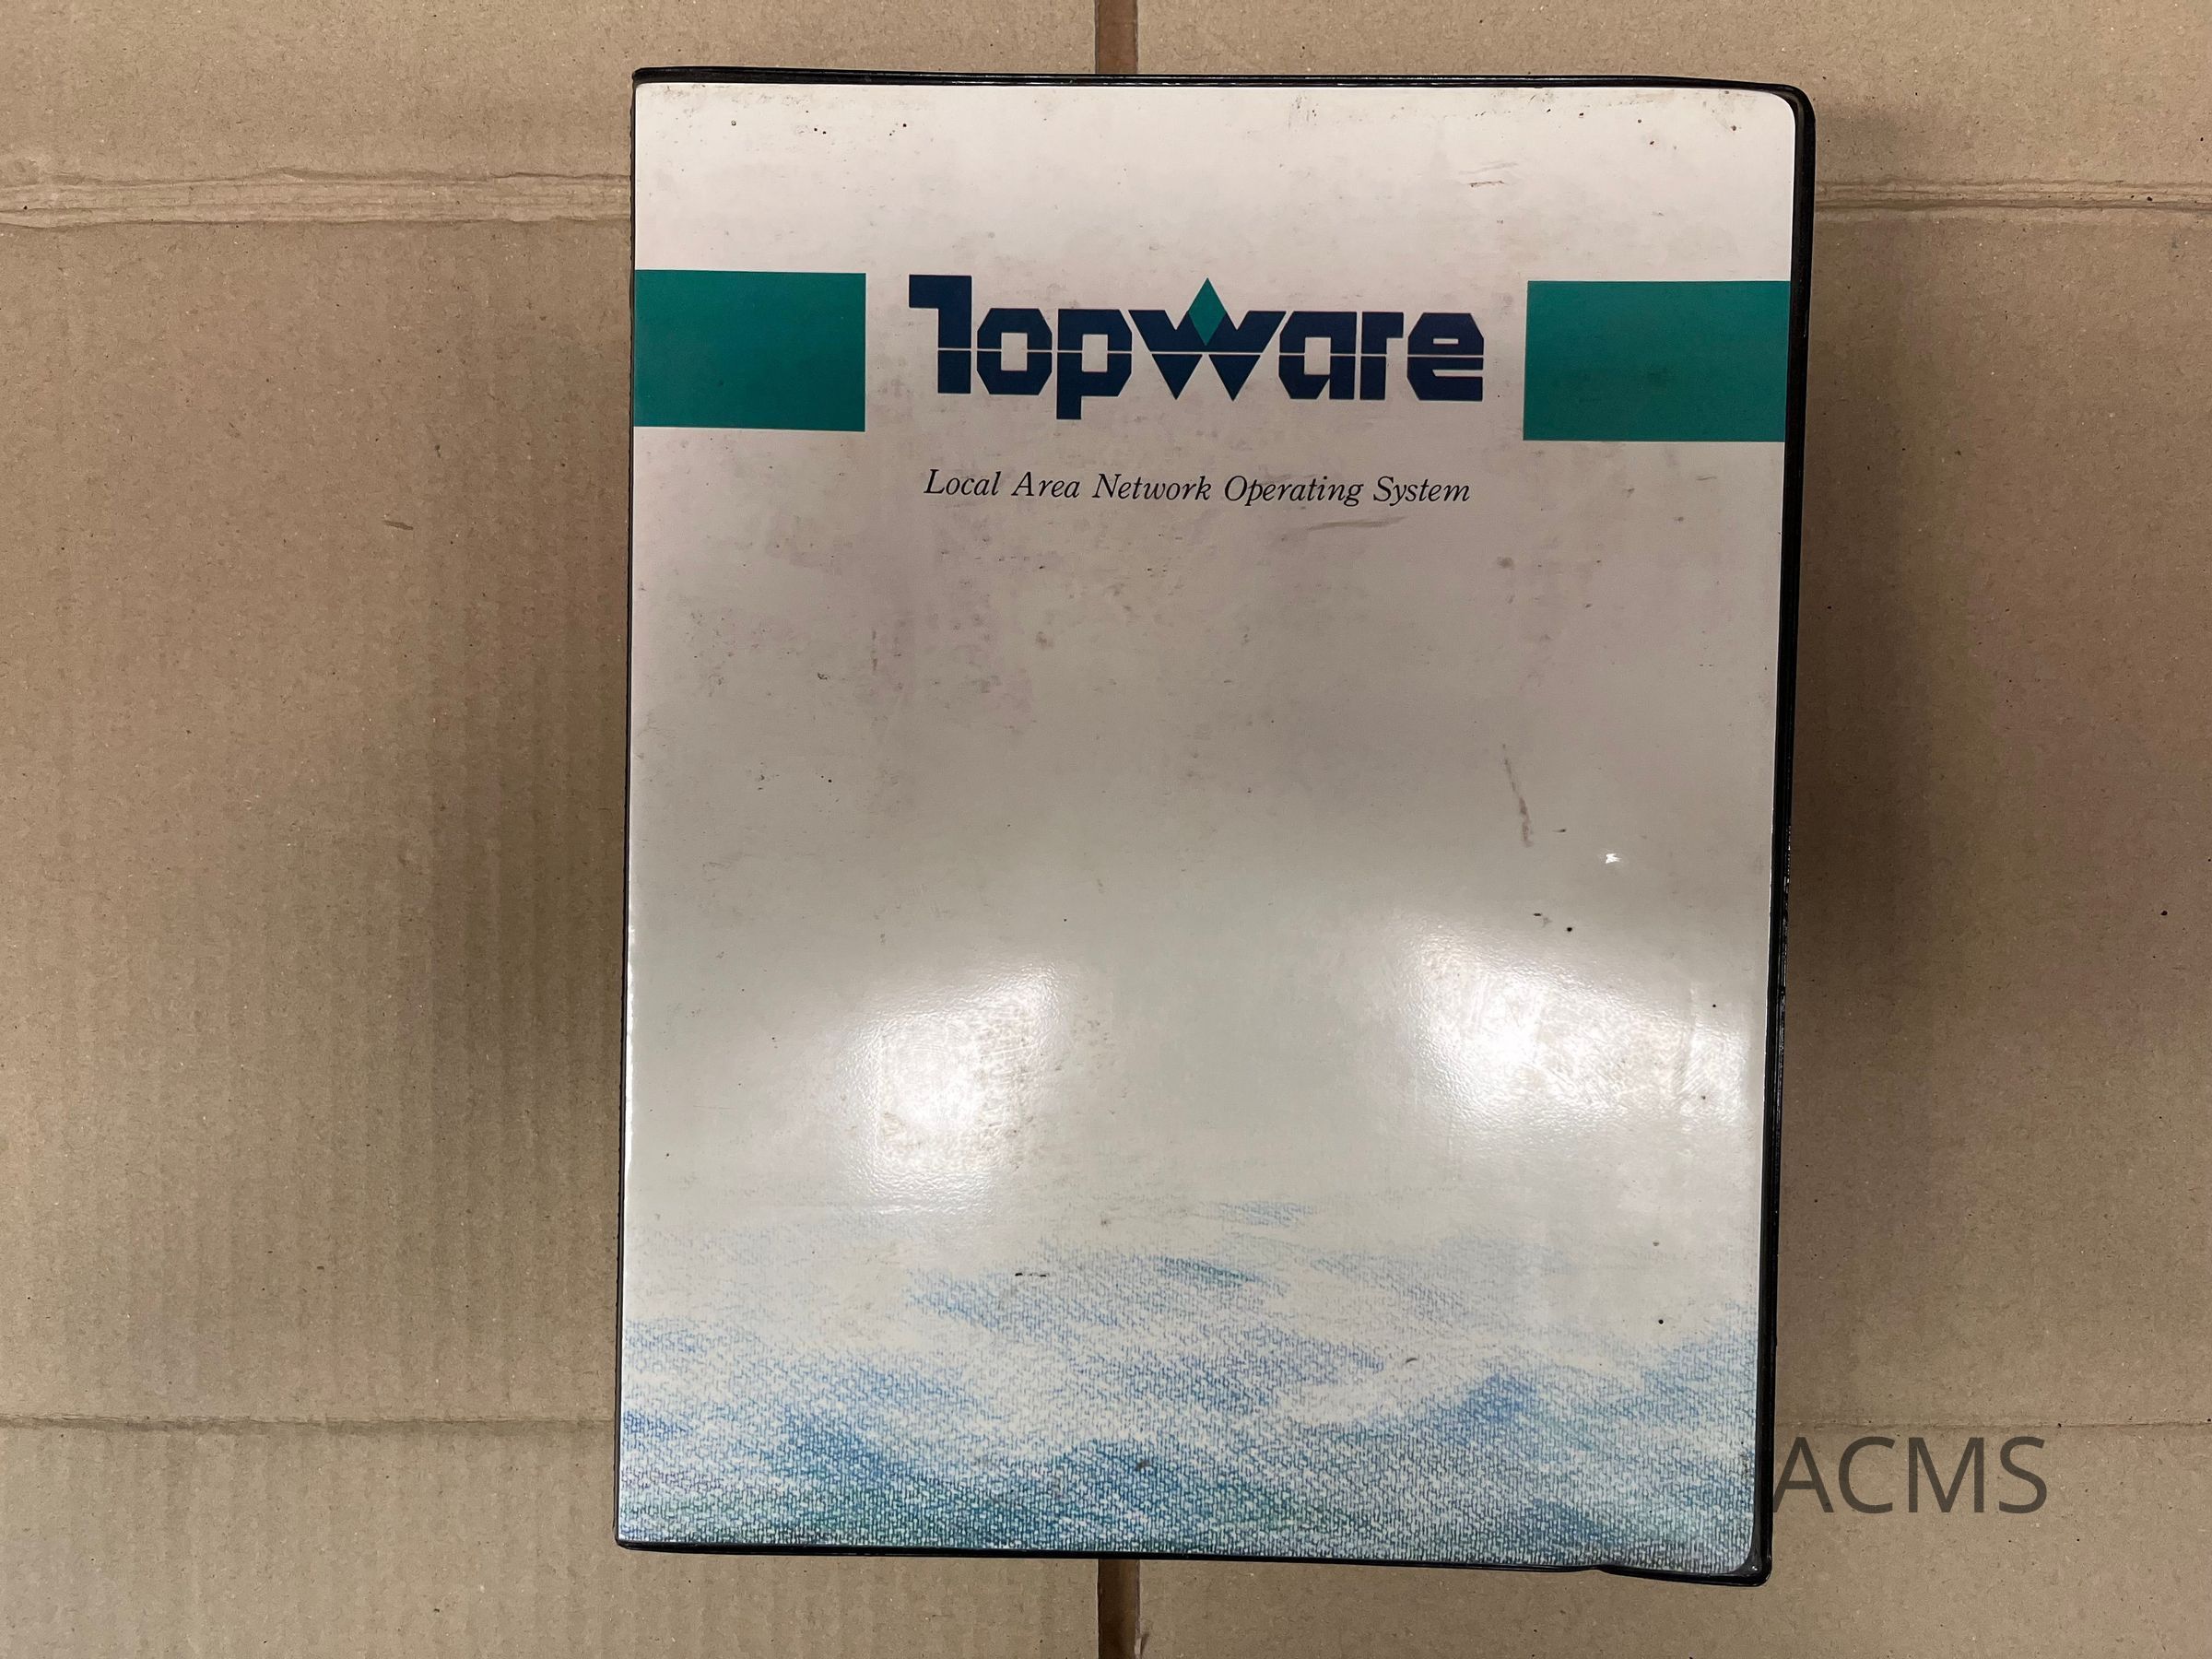 Topware
Local Area Network Operating System
ACMS